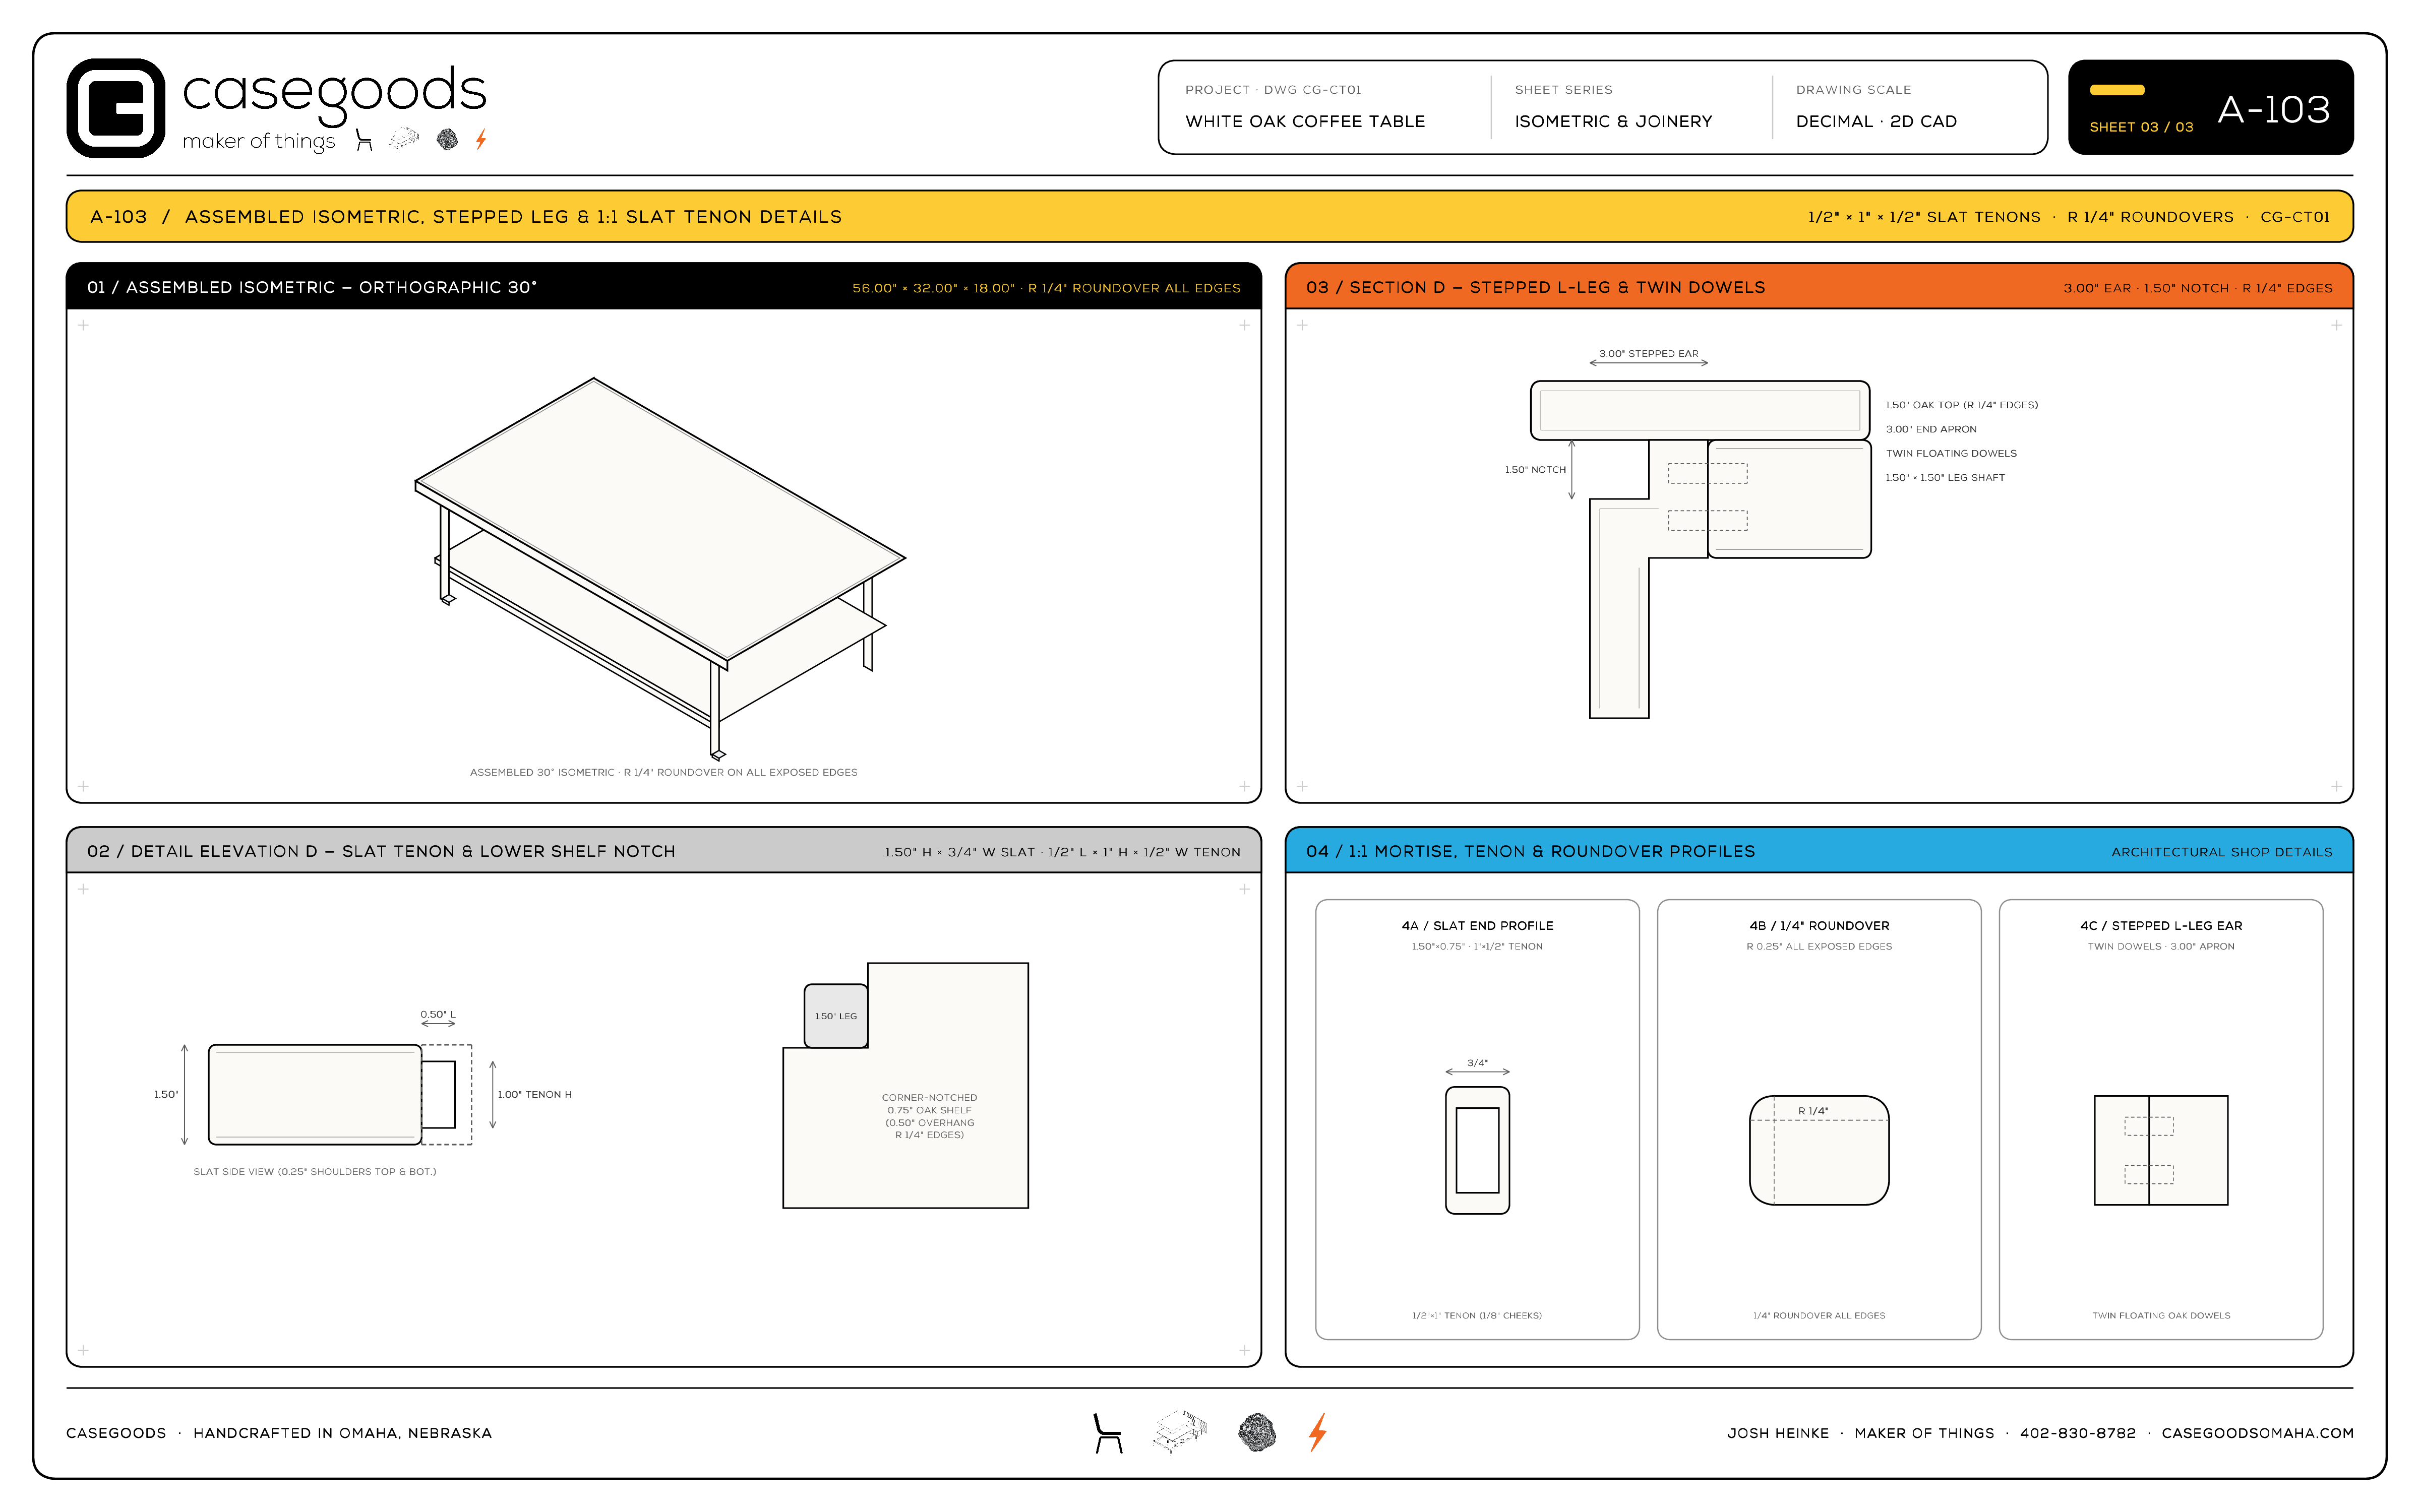 casegoods
maker of things
PROJECT · DWG CG-CT01
WHITE OAK COFFEE TABLE
SHEET SERIES
ISOMETRIC & JOINERY
DRAWING SCALE
DECIMAL · 2D CAD
SHEET 03 / 03
A-103
A-103 / ASSEMBLED ISOMETRIC, STEPPED LEG & 1:1 SLAT TENON DETAILS
1/2" × 1" × 1/2" SLAT TENONS · R 1/4" ROUNDOVERS · CG-CT01
01 / ASSEMBLED ISOMETRIC – ORTHOGRAPHIC 30°
56.00" × 32.00" × 18.00" · R 1/4" ROUNDOVER ALL EDGES
ASSEMBLED 30° ISOMETRIC · R 1/4" ROUNDOVER ON ALL EXPOSED EDGES
03 / SECTION D – STEPPED L-LEG & TWIN DOWELS
3.00" EAR · 1.50" NOTCH · R 1/4" EDGES
3.00" STEPPED EAR
1.50" NOTCH
1.50" OAK TOP (R 1/4" EDGES)
3.00" END APRON
TWIN FLOATING DOWELS
1.50" × 1.50" LEG SHAFT
02 / DETAIL ELEVATION D – SLAT TENON & LOWER SHELF NOTCH
1.50" H × 3/4" W SLAT · 1/2" L × 1" H × 1/2" W TENON
0.50" L
1.50"
1.00" TENON H
SLAT SIDE VIEW (0.25" SHOULDERS TOP & BOT.)
1.50" LEG
CORNER-NOTCHED
0.75" OAK SHELF
(0.50" OVERHANG
R 1/4" EDGES)
04 / 1:1 MORTISE, TENON & ROUNDOVER PROFILES
ARCHITECTURAL SHOP DETAILS
4A / SLAT END PROFILE
1.50"×0.75" · 1"×1/2" TENON
3/4"
1/2"×1" TENON (1/8" CHEEKS)
4B / 1/4" ROUNDOVER
R 0.25" ALL EXPOSED EDGES
R 1/4"
1/4" ROUNDOVER ALL EDGES
4C / STEPPED L-LEG EAR
TWIN DOWELS · 3.00" APRON
TWIN FLOATING OAK DOWELS
CASEGOODS · HANDCRAFTED IN OMAHA, NEBRASKA
JOSH HEINKE · MAKER OF THINGS · 402-830-8782 · CASEGOODSOMAHA.COM